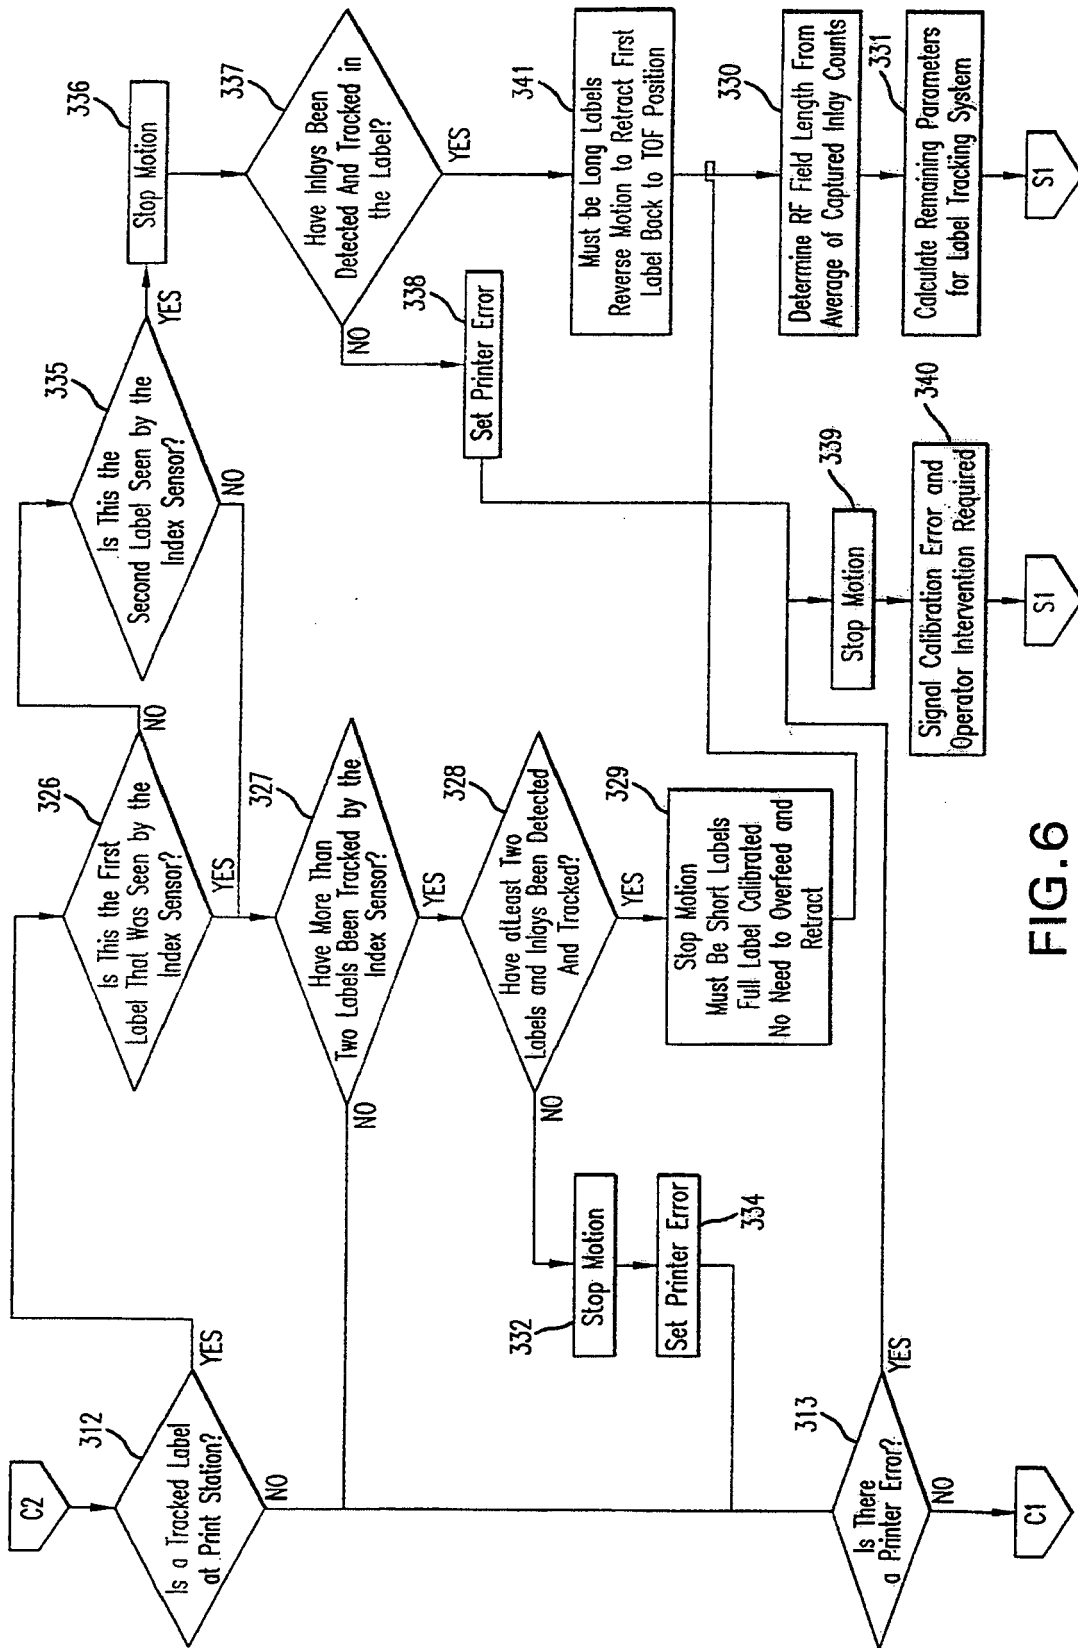 C2
312
Is a Tracked Label
at Print Station?
YES
NO
326
Is This the First
Label That Was Seen by the
Index Sensor?
NO
YES
335
Is This the
Second Label Seen by the
Index Sensor?
YES
NO
336
Stop Motion
337
Have Inlays Been
Detected And Tracked in
the Label?
NO
YES
338
Set Printer Error
341
Must be Long Labels
Reverse Motion to Retract First
Label Back to TOF Position
327
Have More Than
Two Labels Been Tracked by the
Index Sensor?
NO
YES
328
Have atLeast Two
Labels and Inlays Been Detected
And Tracked?
NO
YES
329
Stop Motion
Must Be Short Labels
Full Label Calibrated
No Need to Overfeed and
Retract
332
Stop Motion
Set Printer Error
334
330
Determine RF Field Length From
Average of Captured Inlay Counts
331
Calculate Remaining Parameters
for Label Tracking System
S1
313
Is There
a Printer Error?
YES
NO
C1
339
Stop Motion
340
Signal Calibration Error and
Operator Intervention Required
S1
FIG.6